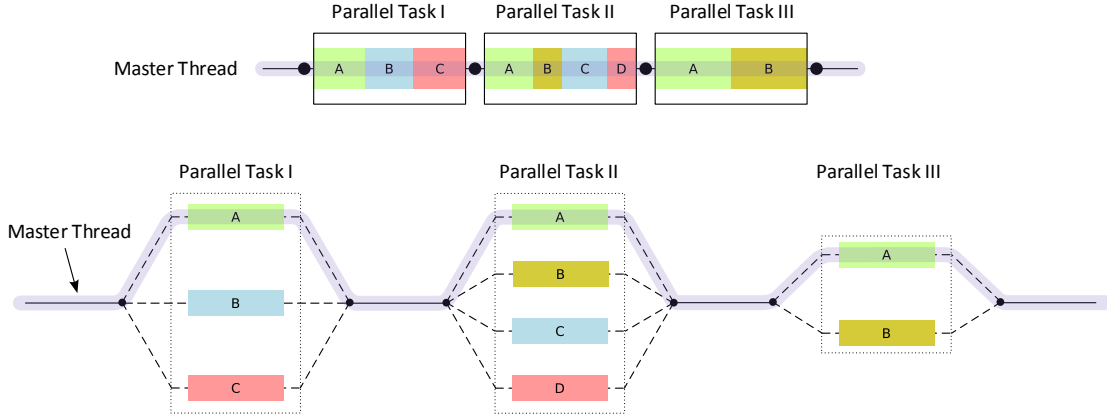 Parallel Task I
Parallel Task II
Parallel Task III
Master Thread
A B C
A B C D
A B
Parallel Task I
Parallel Task II
Parallel Task III
Master Thread
A
B
C
A
B
C
D
A
B